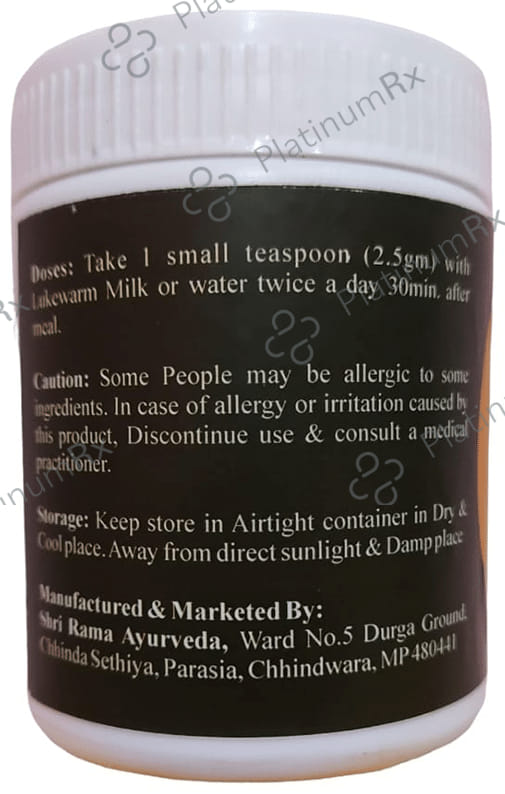 PlatinumRx
PlatinumRx
Doses: Take 1 small teaspoon (2.5gm) with
Lukewarm Milk or water twice a day 30min. after
meal.
Caution: Some People may be allergic to some
ingredients. In case of allergy or irritation caused by
this product, Discontinue use & consult a medical
practitioner.
Storage: Keep store in Airtight container in Dry &
Cool place. Away from direct sunlight & Damp place
Manufactured & Marketed By:
Shri Rama Ayurveda, Ward No.5 Durga Ground,
Chhinda Sethiya, Parasia, Chhindwara, MP 480441
PlatinumRx